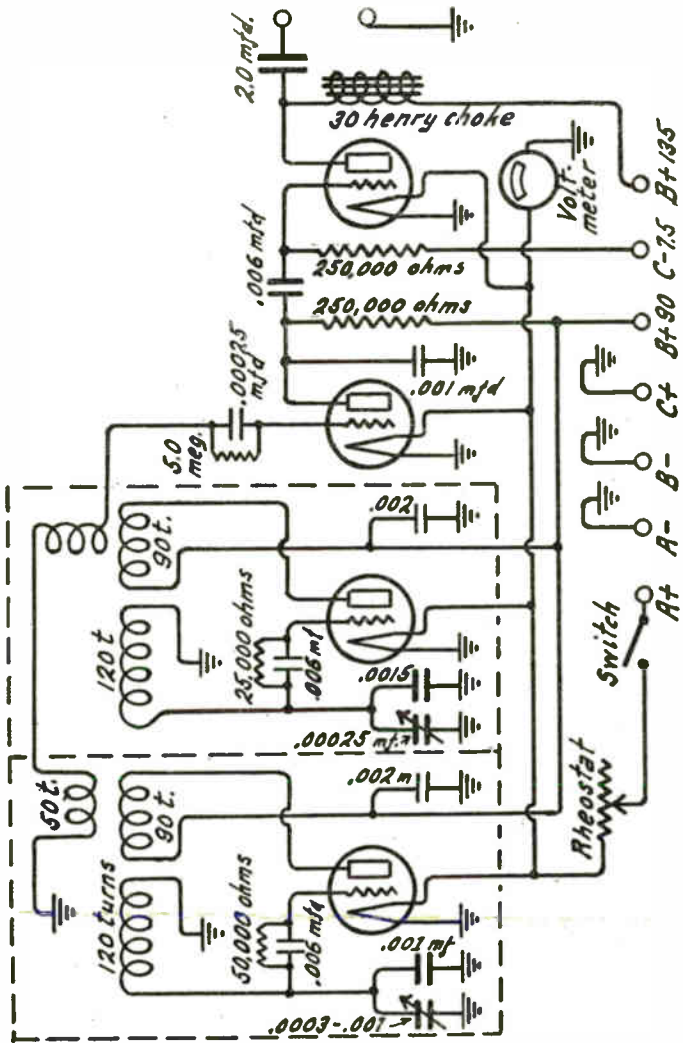 2.0 mfd.
30 henry choke
.006 mfd
250,000 ohms
250,000 ohms
Volt-
meter
.00025
mfd
5.0
meg.
.001 mfd
90 t.
120 t
.002
25,000 ohms
.006 mf
.0015
.00025 mfd
50 t.
90 t.
120 turns
.002 m
50,000 ohms
.006 mfd
.001 mf
.0003-.001
Rheostat
Switch
A+
A-
B-
C+
B+90
C-7.5
B+135